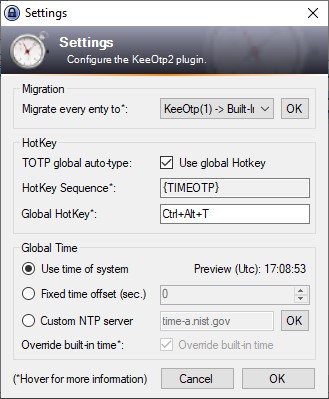 Settings
Settings
Configure the KeeOtp2 plugin.
Migration
Migrate every enty to*: KeeOtp(1) -> Built-I OK
HotKey
TOTP global auto-type: Use global Hotkey
HotKey Sequence*: {TIMEOTP}
Global HotKey*: Ctrl+Alt+T
Global Time
Use time of system Preview (Utc): 17:08:53
Fixed time offset (sec.) 0
Custom NTP server time-a.nist.gov OK
Override built-in time*: Override built-in time
(*Hover for more information) Cancel OK